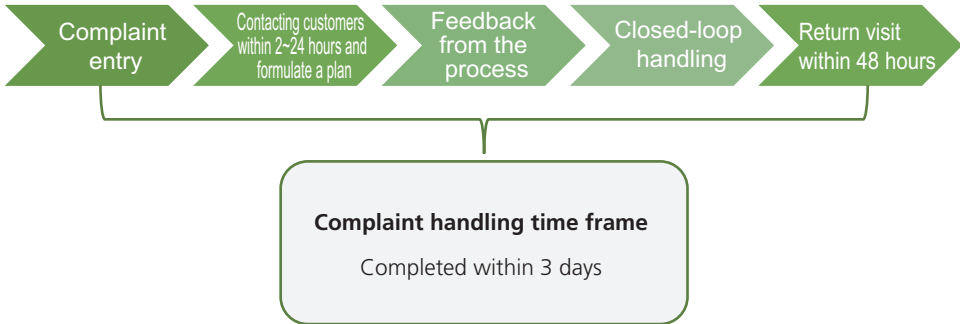 Complaint
entry
Contacting customers
within 2~24 hours and
formulate a plan
Feedback
from the
process
Closed-loop
handling
Return visit
within 48 hours
Complaint handling time frame
Completed within 3 days